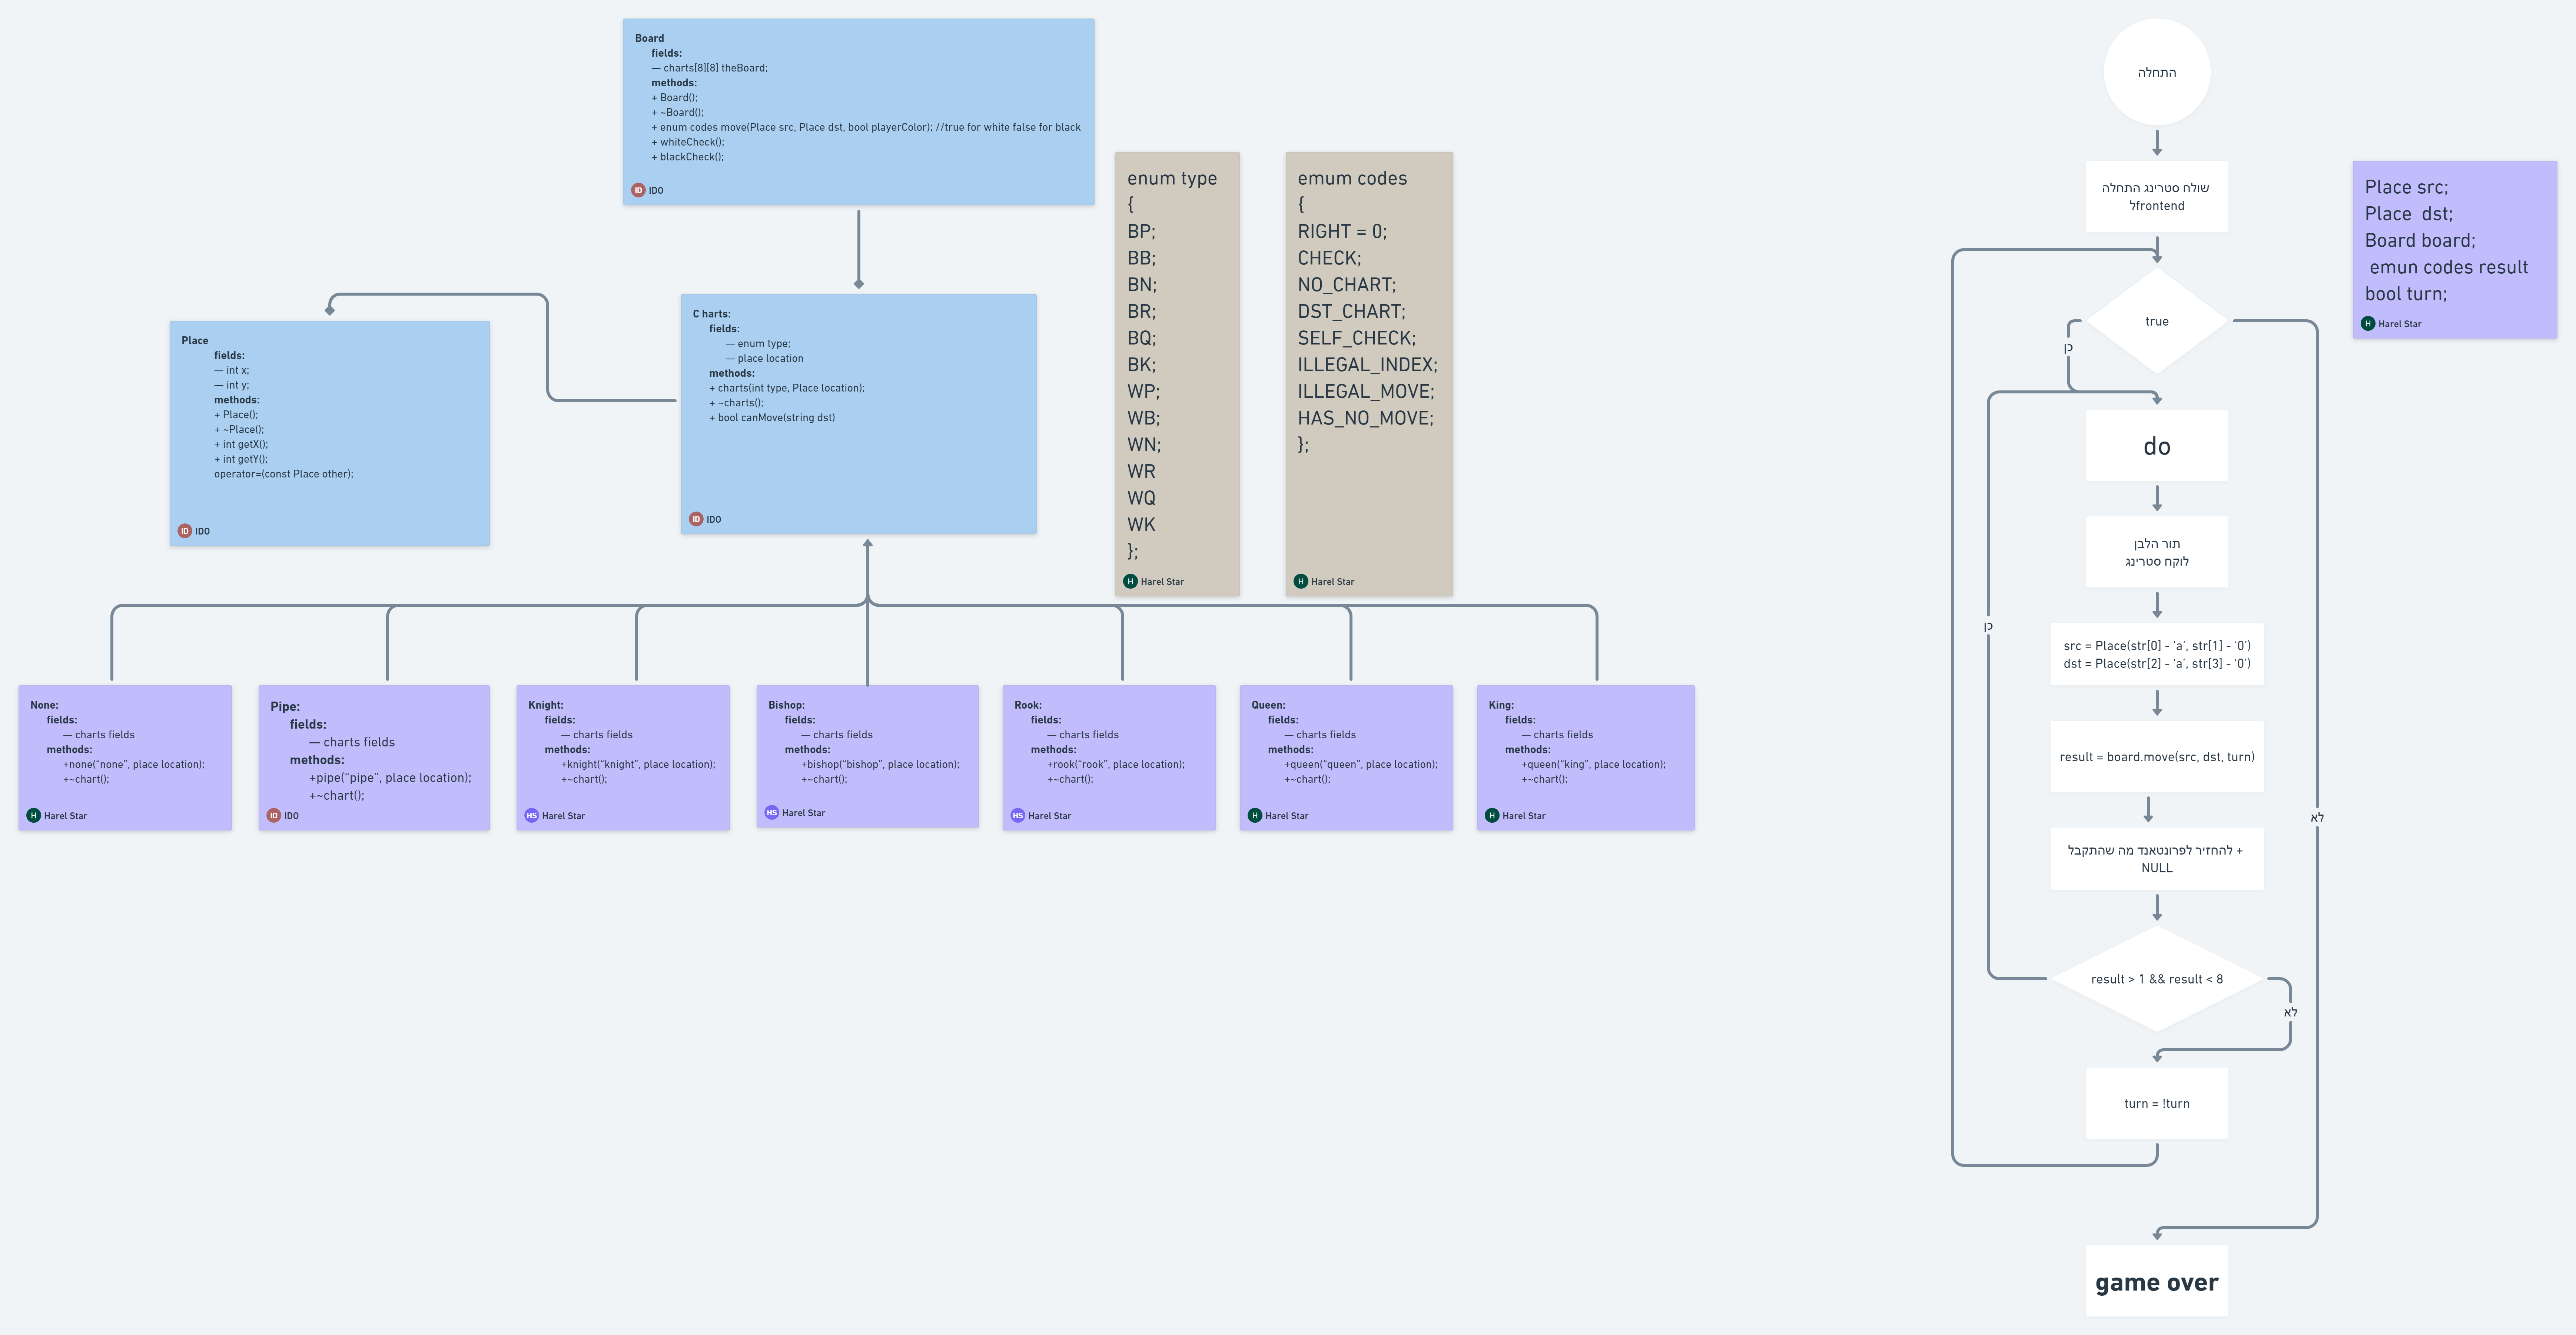 Board
fields:
— charts[8][8] theBoard;
methods:
+ Board();
+ ~Board();
+ enum codes move(Place src, Place dst, bool playerColor); //true for white false for black
+ whiteCheck();
+ blackCheck();
ID IDO
Place
fields:
— int x;
— int y;
methods:
+ Place();
+ ~Place();
+ int getX();
+ int getY();
operator=(const Place other);
ID IDO
C harts:
fields:
— enum type;
— place location
methods:
+ charts(int type, Place location);
+ ~charts();
+ bool canMove(string dst)
ID IDO
enum type
{
BP;
BB;
BN;
BR;
BQ;
BK;
WP;
WB;
WN;
WR
WQ
WK
};
H Harel Star
emum codes
{
RIGHT = 0;
CHECK;
NO_CHART;
DST_CHART;
SELF_CHECK;
ILLEGAL_INDEX;
ILLEGAL_MOVE;
HAS_NO_MOVE;
};
H Harel Star
None:
fields:
— charts fields
methods:
+none(“none”, place location);
+~chart();
H Harel Star
Pipe:
fields:
— charts fields
methods:
+pipe(“pipe”, place location);
+~chart();
ID IDO
Knight:
fields:
— charts fields
methods:
+knight(“knight”, place location);
+~chart();
HS Harel Star
Bishop:
fields:
— charts fields
methods:
+bishop(“bishop”, place location);
+~chart();
HS Harel Star
Rook:
fields:
— charts fields
methods:
+rook(“rook”, place location);
+~chart();
HS Harel Star
Queen:
fields:
— charts fields
methods:
+queen(“queen”, place location);
+~chart();
H Harel Star
King:
fields:
— charts fields
methods:
+queen(“king”, place location);
+~chart();
H Harel Star
התחלה
שולח סטרינג התחלה
לfrontend
true
כן
do
תור הלבן
לוקח סטרינג
כן
src = Place(str[0] - ‘a’, str[1] - ‘0’)
dst = Place(str[2] - ‘a’, str[3] - ‘0’)
result = board.move(src, dst, turn)
לא
להחזיר לפרונטאנד מה שהתקבל +
NULL
result > 1 && result < 8
לא
turn = !turn
game over
Place src;
Place  dst;
Board board;
emun codes result
bool turn;
H Harel Star